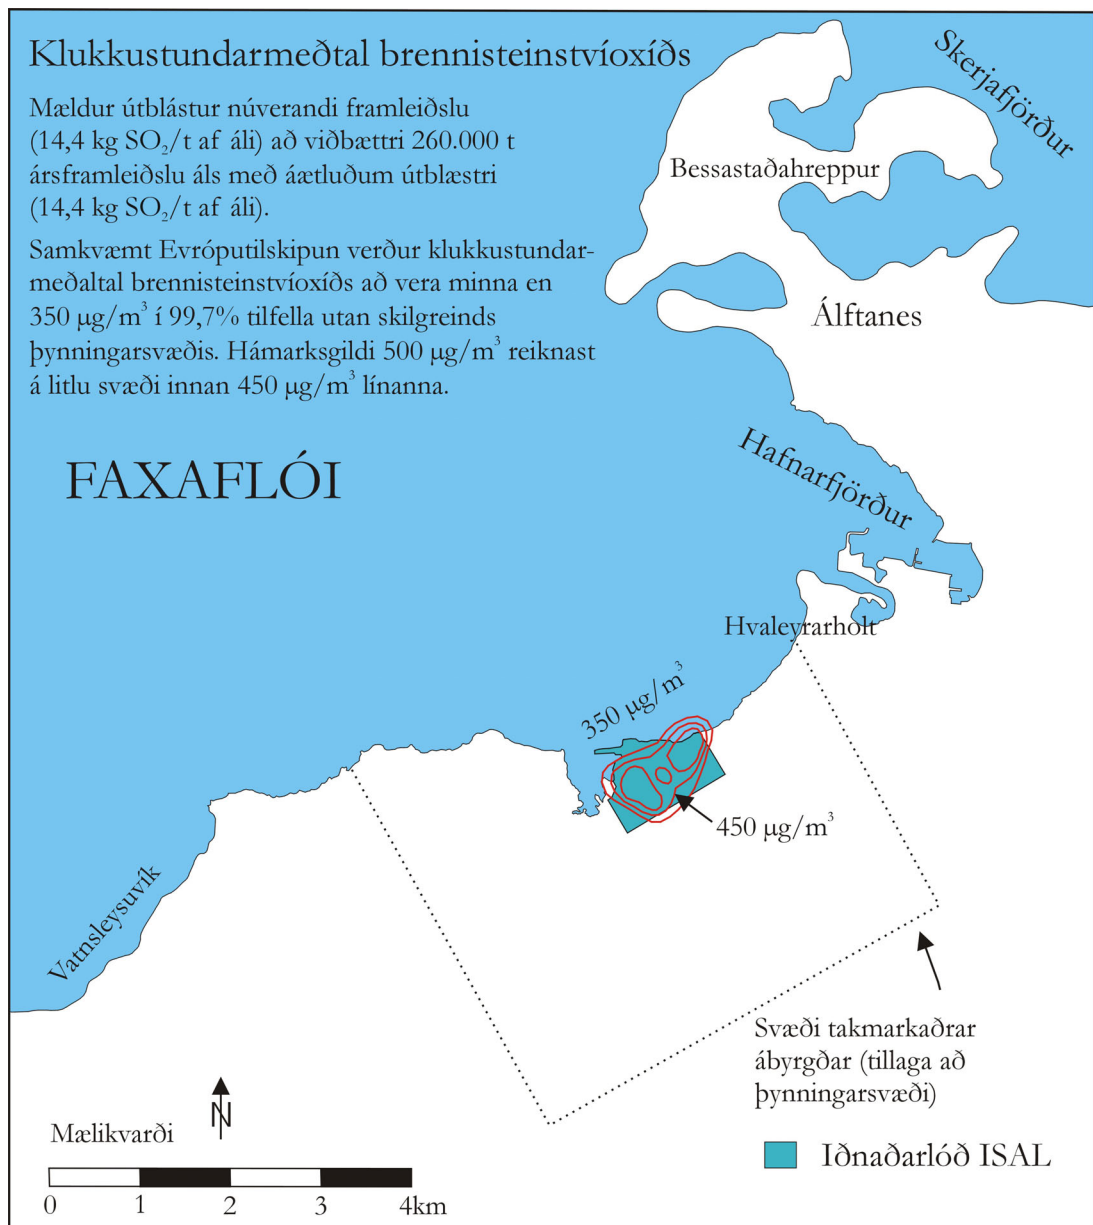 Klukkustundarmeðtal brennisteinstvíoxíðs
Mældur útblástur núverandi framleiðslu
(14,4 kg SO₂/t af áli) að viðbættri 260.000 t
ársframleiðslu áls með áætluðum útblæstri
(14,4 kg SO₂/t af áli).
Samkvæmt Evróputilskipun verður klukkustundar-
meðaltal brennisteinstvíoxíðs að vera minna en
350 µg/m³ í 99,7% tilfella utan skilgreinds
þynningarsvæðis. Hámarksgildi 500 µg/m³ reiknast
á litlu svæði innan 450 µg/m³ línanna.
Skerjafjörður
Bessastaðahreppur
Álftanes
FAXAFLÓI
Hafnarfjörður
Hvaleyrarholt
350 µg/m³
450 µg/m³
Vatnsleysuvík
Svæði takmarkaðrar
ábyrgðar (tillaga að
þynningarsvæði)
N
Mælikvarði
0 1 2 3 4km
Iðnaðarlóð ISAL